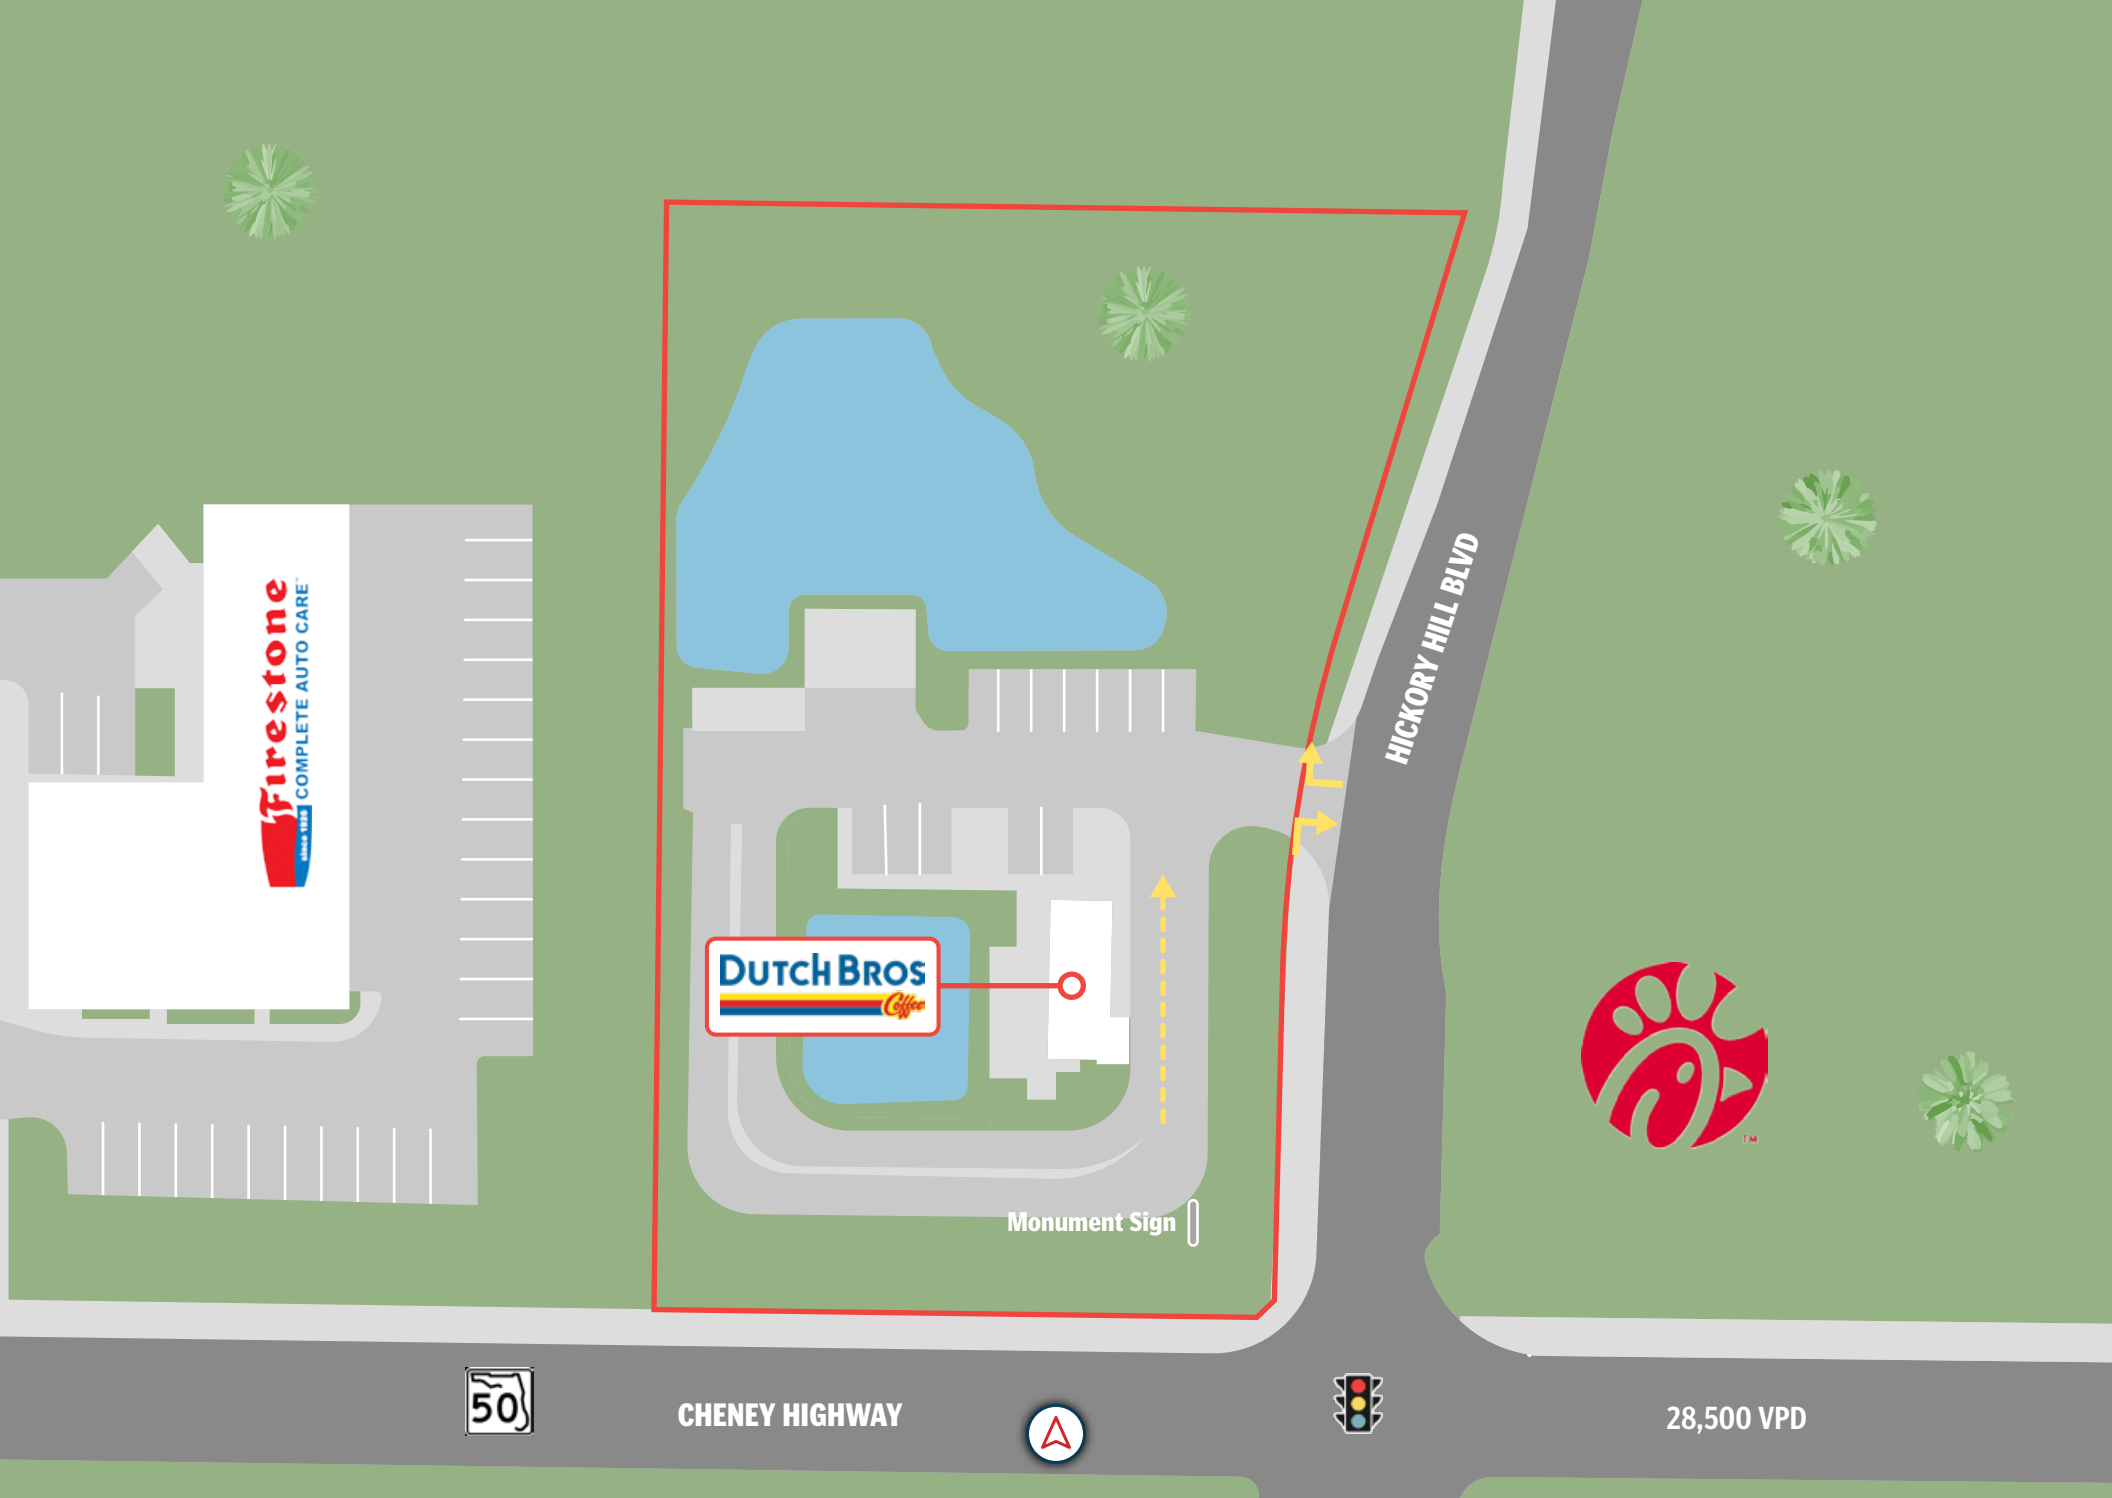 HICKORY HILL BLVD
Firestone
COMPLETE AUTO CARE™
since 1926
DUTCH BROS
Coffee
Monument Sign
TM
50
CHENEY HIGHWAY
28,500 VPD